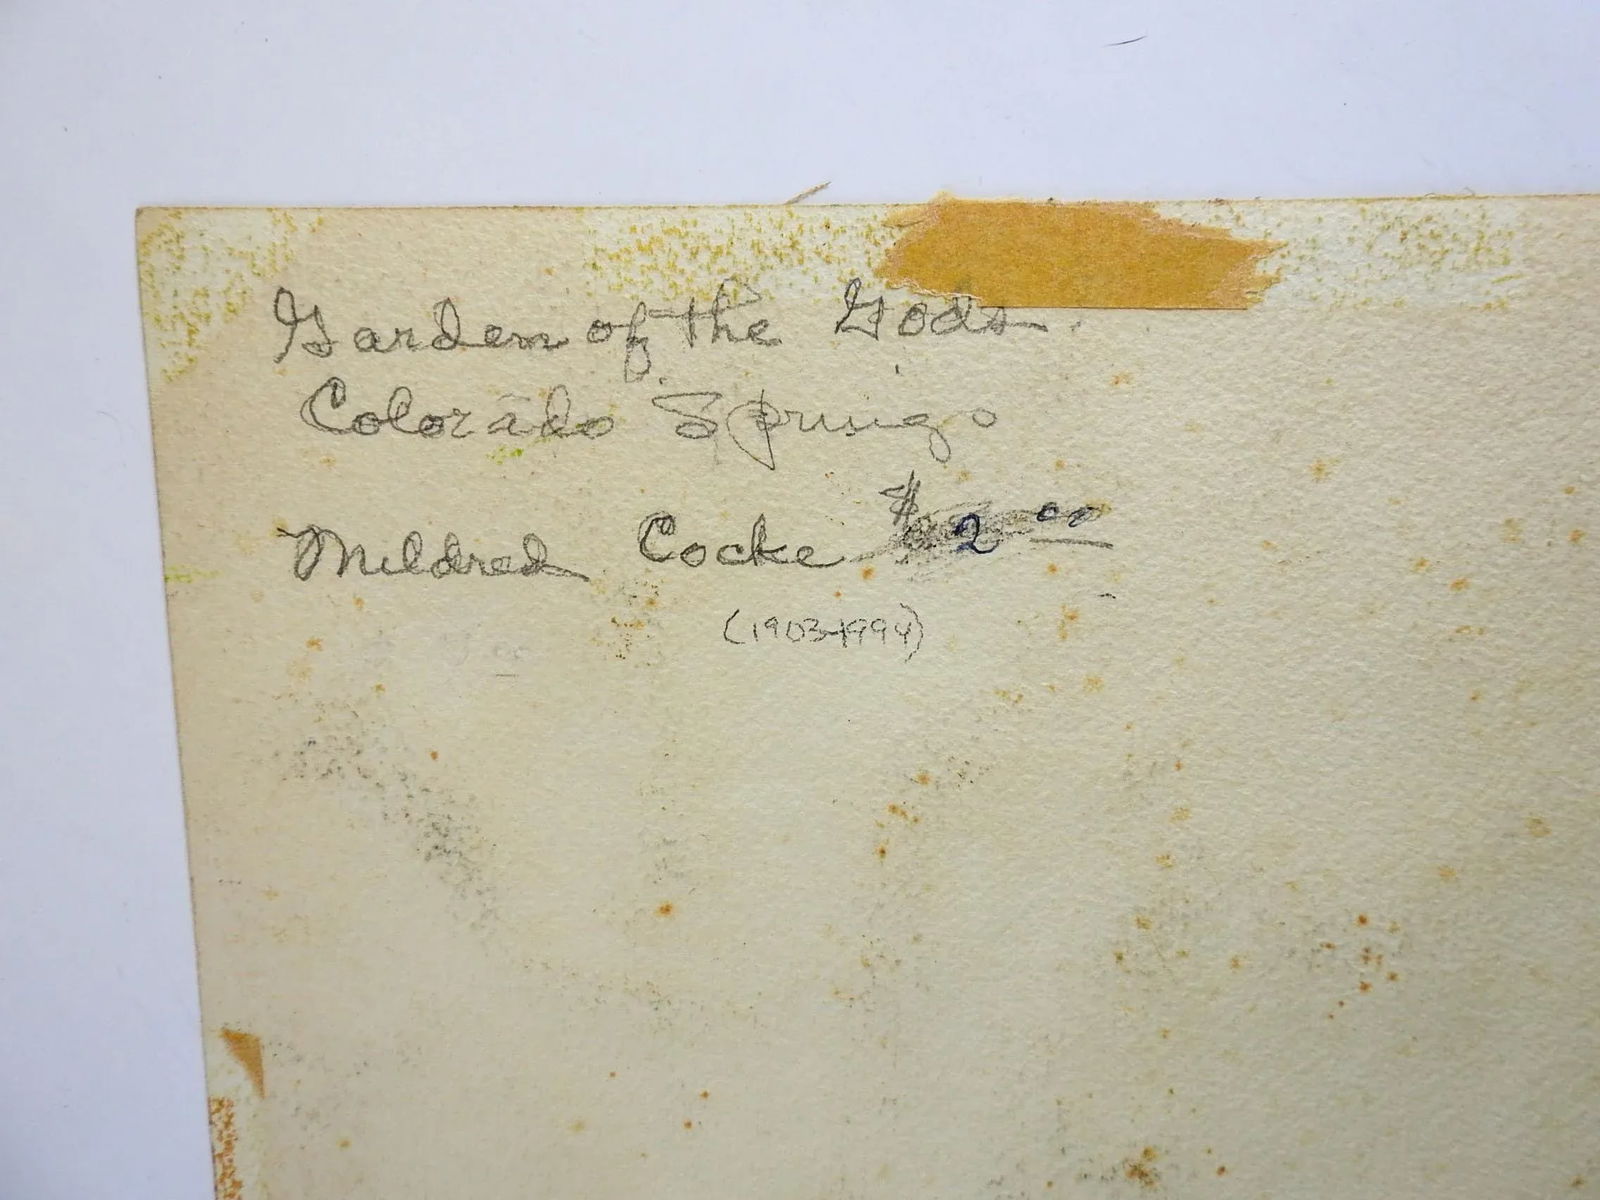 Garden of the Gods.
Colorado Springs
Mildred Cocke $2.00
(1903-1994)